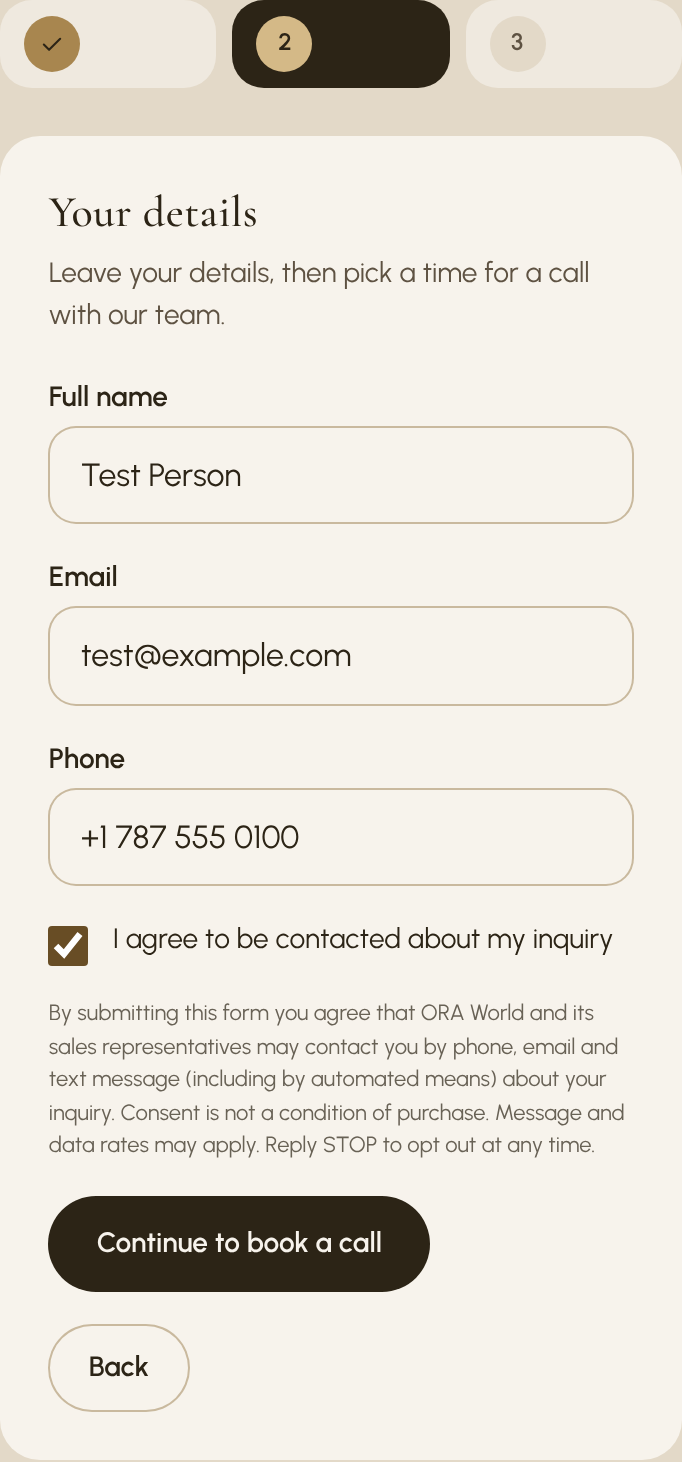 2
3
Your details
Leave your details, then pick a time for a call
with our team.
Full name
Test Person
Email
test@example.com
Phone
+1 787 555 0100
I agree to be contacted about my inquiry
By submitting this form you agree that ORA World and its
sales representatives may contact you by phone, email and
text message (including by automated means) about your
inquiry. Consent is not a condition of purchase. Message and
data rates may apply. Reply STOP to opt out at any time.
Continue to book a call
Back